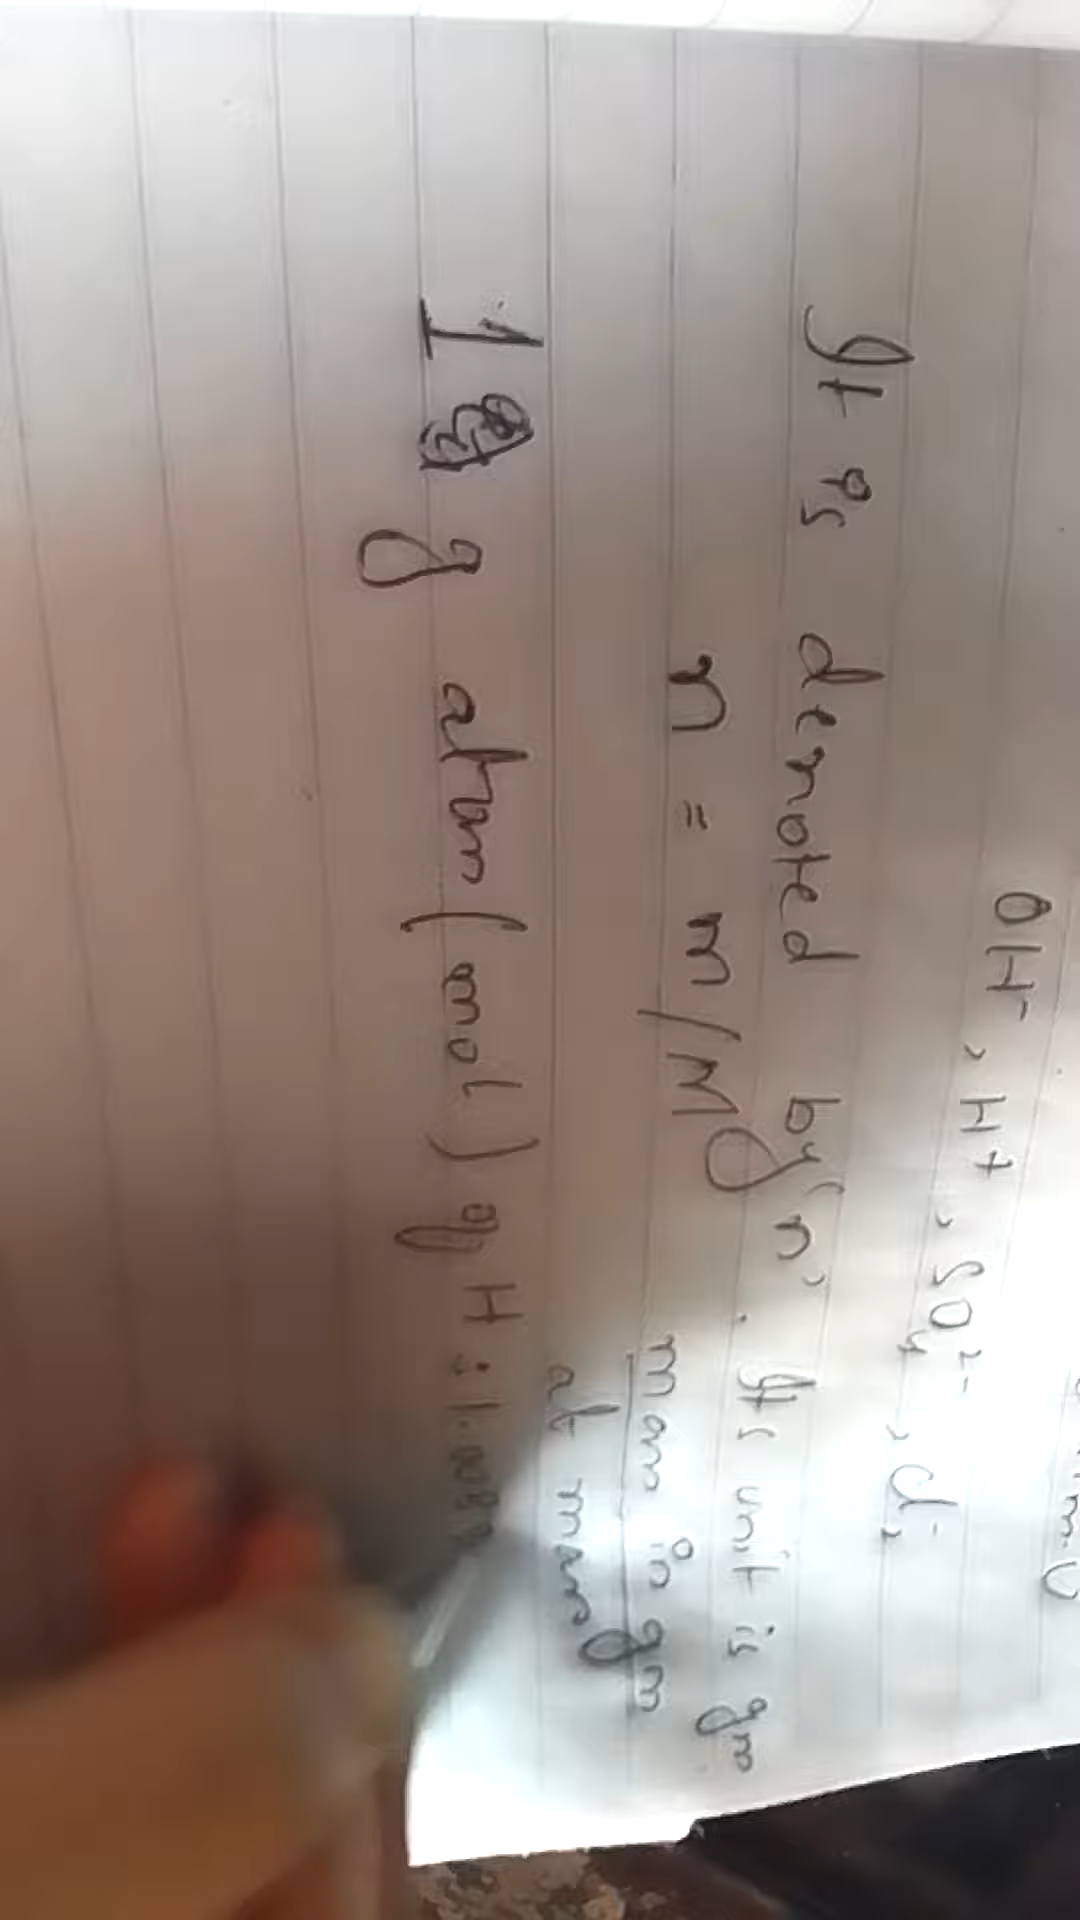 OH⁻, H⁺, SO₄²⁻, Cl₂⁻
It is denoted by 'n'. Its unit is gm
n = m/M mass in gm
at mass
1 g atom (mol) of H : 1.008